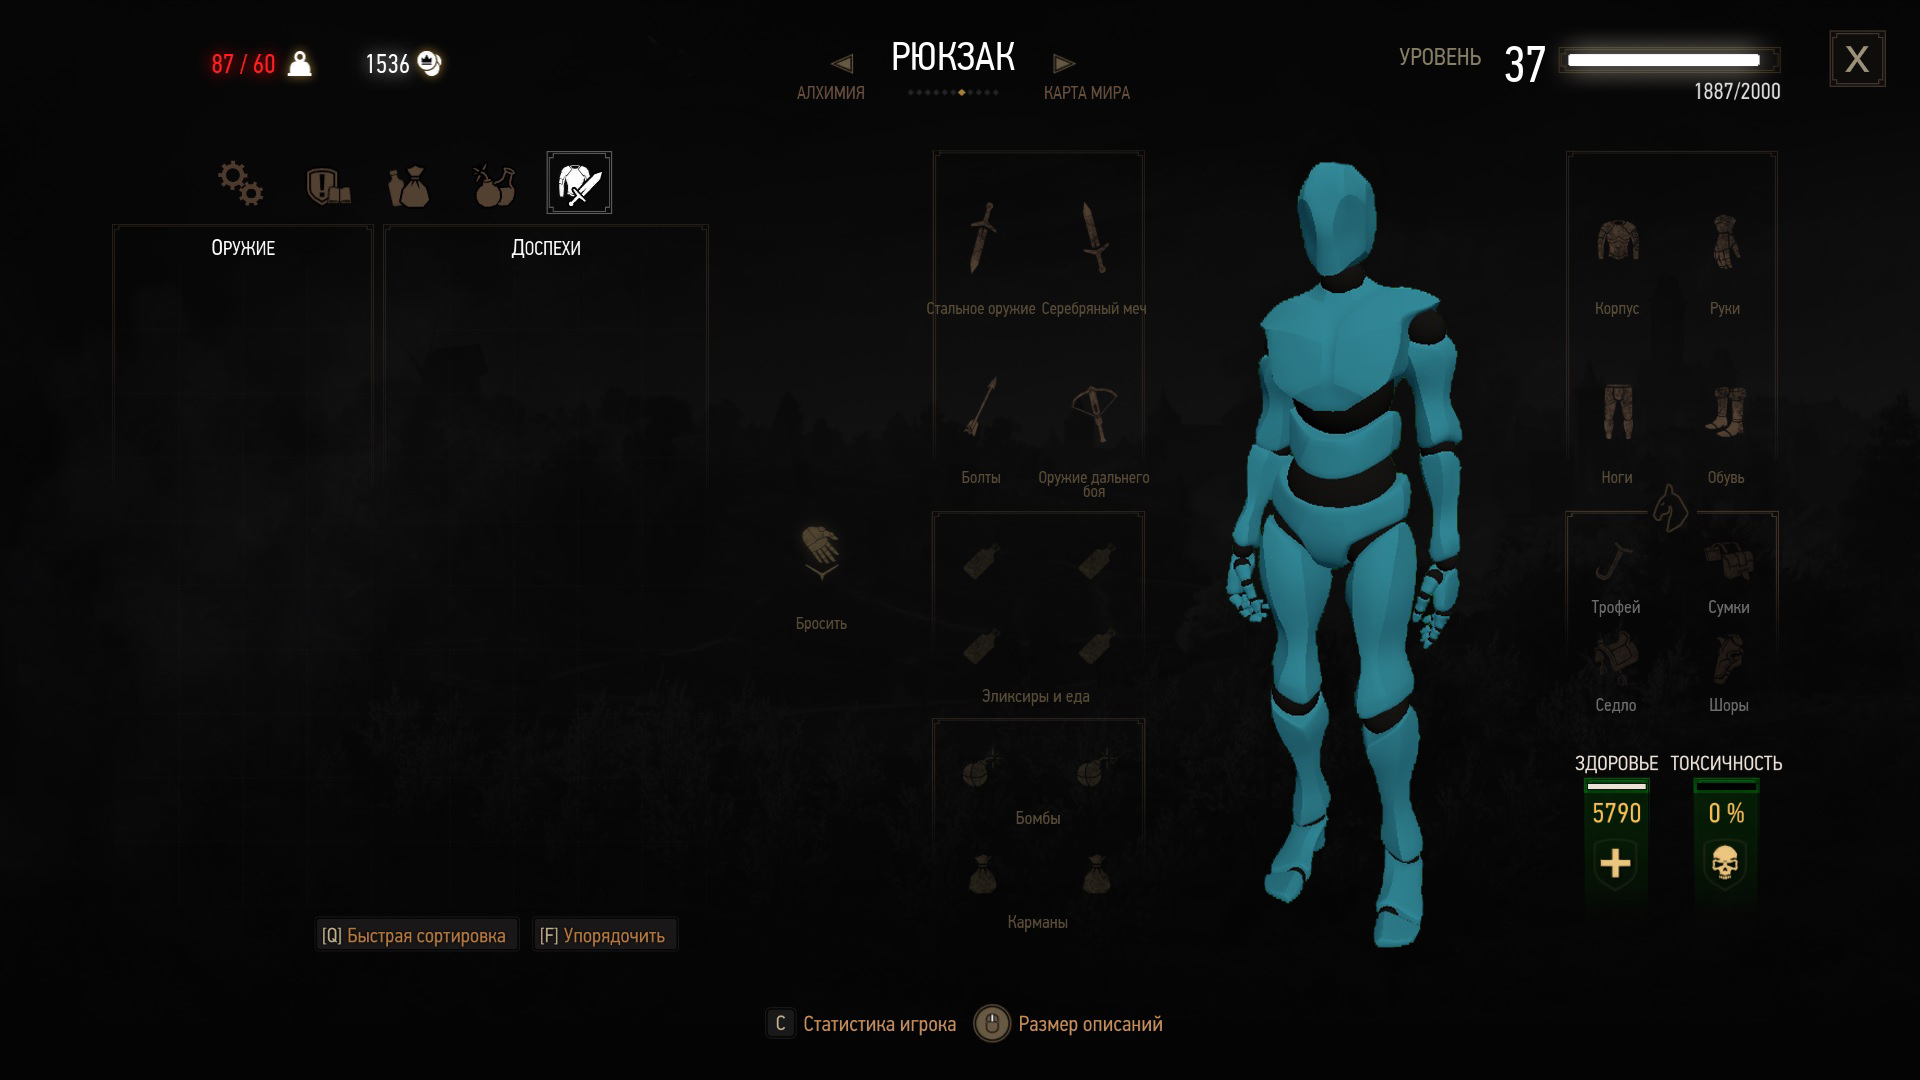 87 / 60
1536
РЮКЗАК
АЛХИМИЯ
КАРТА МИРА
УРОВЕНЬ 37
1887/2000
X
Оружие
Доспехи
Стальное оружие
Серебряный меч
Болты
Оружие дальнего
боя
Корпус
Руки
Ноги
Обувь
Бросить
Эликсиры и еда
Трофей
Сумки
Седло
Шоры
Бомбы
Карманы
ЗДОРОВЬЕ
ТОКСИЧНОСТЬ
5790
0 %
[Q] Быстрая сортировка
[F] Упорядочить
C Статистика игрока
Размер описаний